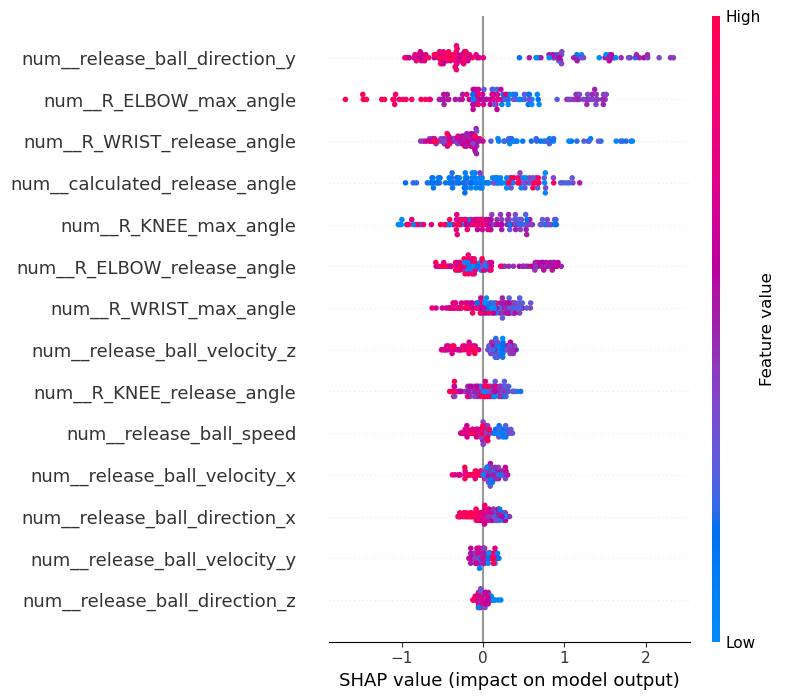 High
num__release_ball_direction_y
num__R_ELBOW_max_angle
num__R_WRIST_release_angle
num__calculated_release_angle
num__R_KNEE_max_angle
num__R_ELBOW_release_angle
num__R_WRIST_max_angle
num__release_ball_velocity_z
num__R_KNEE_release_angle
num__release_ball_speed
num__release_ball_velocity_x
num__release_ball_direction_x
num__release_ball_velocity_y
num__release_ball_direction_z
Feature value
Low
−1 0 1 2
SHAP value (impact on model output)